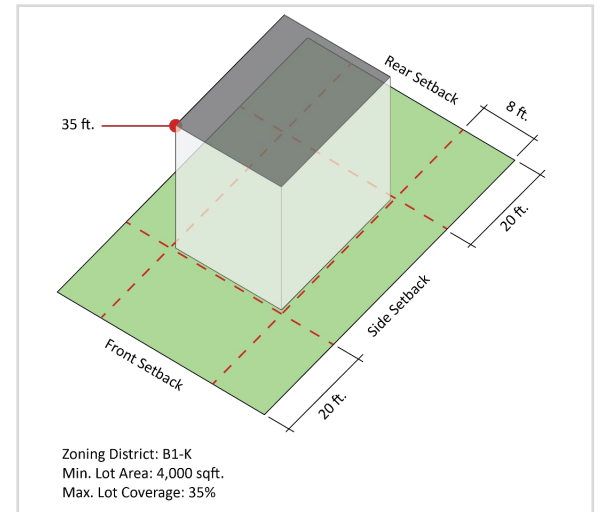 Rear Setback
8 ft.
35 ft.
20 ft.
Side Setback
Front Setback
20 ft.
Zoning District: B1-K
Min. Lot Area: 4,000 sqft.
Max. Lot Coverage: 35%